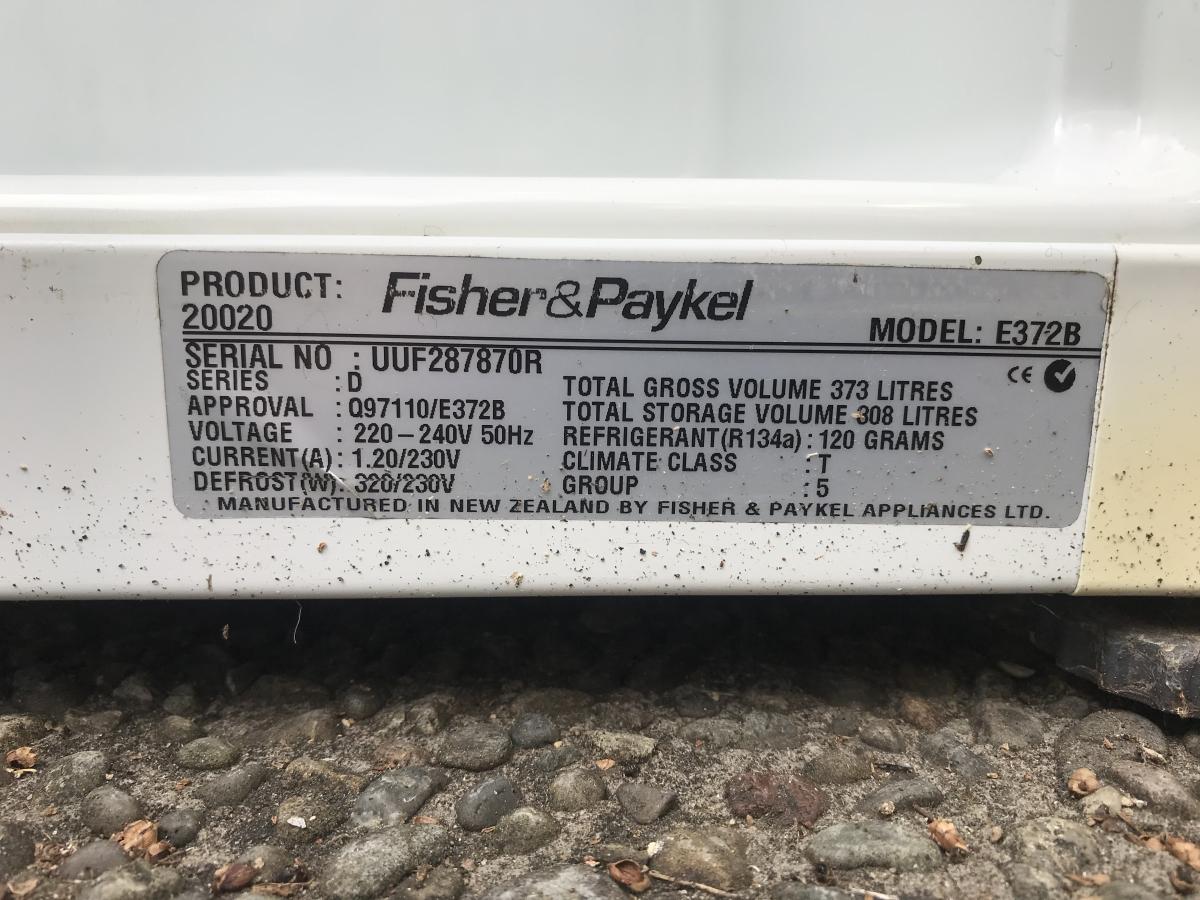 PRODUCT: Fisher&Paykel
20020 MODEL: E372B
SERIAL NO : UUF287870R
SERIES : D
APPROVAL : Q97110/E372B
VOLTAGE : 220-240V 50Hz
CURRENT(A): 1.20/230V
DEFROST(W): 320/230V
CE
TOTAL GROSS VOLUME 373 LITRES
TOTAL STORAGE VOLUME 308 LITRES
REFRIGERANT(R134a): 120 GRAMS
CLIMATE CLASS : T
GROUP : 5
MANUFACTURED IN NEW ZEALAND BY FISHER & PAYKEL APPLIANCES LTD.